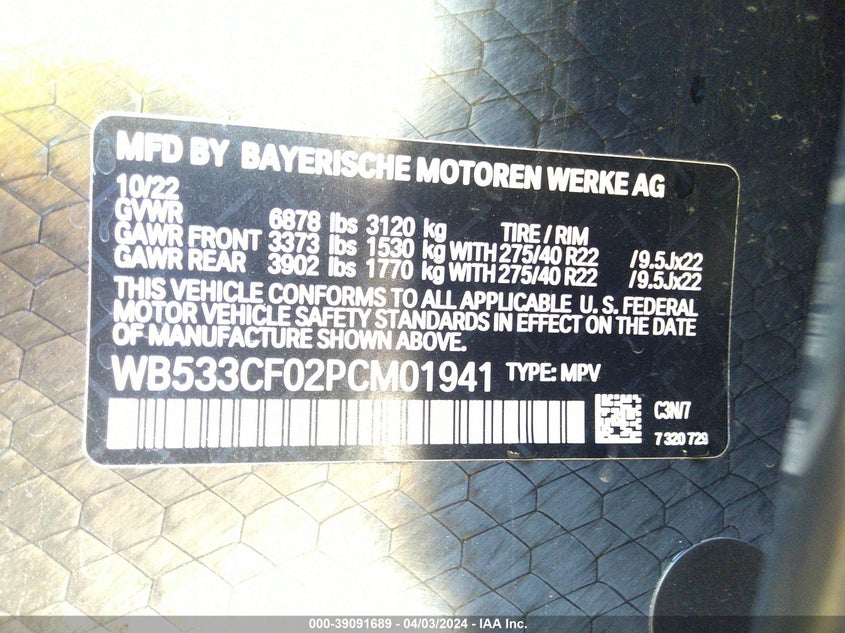 MFD BY BAYERISCHE MOTOREN WERKE AG
10/22
GVWR 6878 lbs 3120 kg TIRE / RIM
GAWR FRONT 3373 lbs 1530 kg WITH 275/40 R22 /9.5Jx22
GAWR REAR 3902 lbs 1770 kg WITH 275/40 R22 /9.5Jx22
THIS VEHICLE CONFORMS TO ALL APPLICABLE U. S. FEDERAL
MOTOR VEHICLE SAFETY STANDARDS IN EFFECT ON THE DATE
OF MANUFACTURE SHOWN ABOVE.
WB533CF02PCM01941 TYPE: MPV
C3N/7
7 320 729
000-39091689 - 04/03/2024 - IAA Inc.